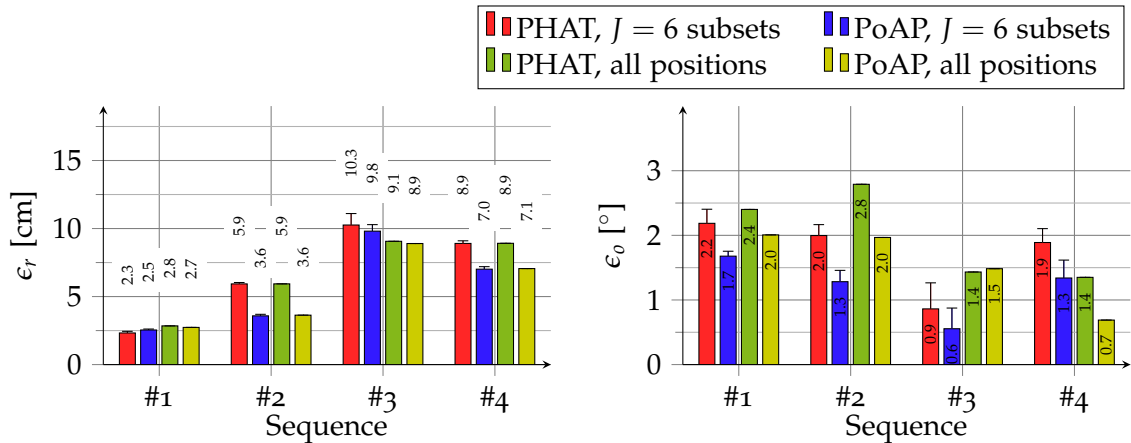 PHAT, J = 6 subsets PoAP, J = 6 subsets
PHAT, all positions PoAP, all positions
ϵr [cm]
15
10
5
0
2.3 2.5 2.8 2.7
5.9 3.6 5.9 3.6
10.3 9.8 9.1 8.9
8.9 7.0 8.9 7.1
#1 #2 #3 #4
Sequence
ϵo [°]
3
2
1
0
2.2 1.7 2.4 2.0
2.0 1.3 2.8 2.0
0.9 0.6 1.4 1.5
1.9 1.3 1.4 0.7
#1 #2 #3 #4
Sequence